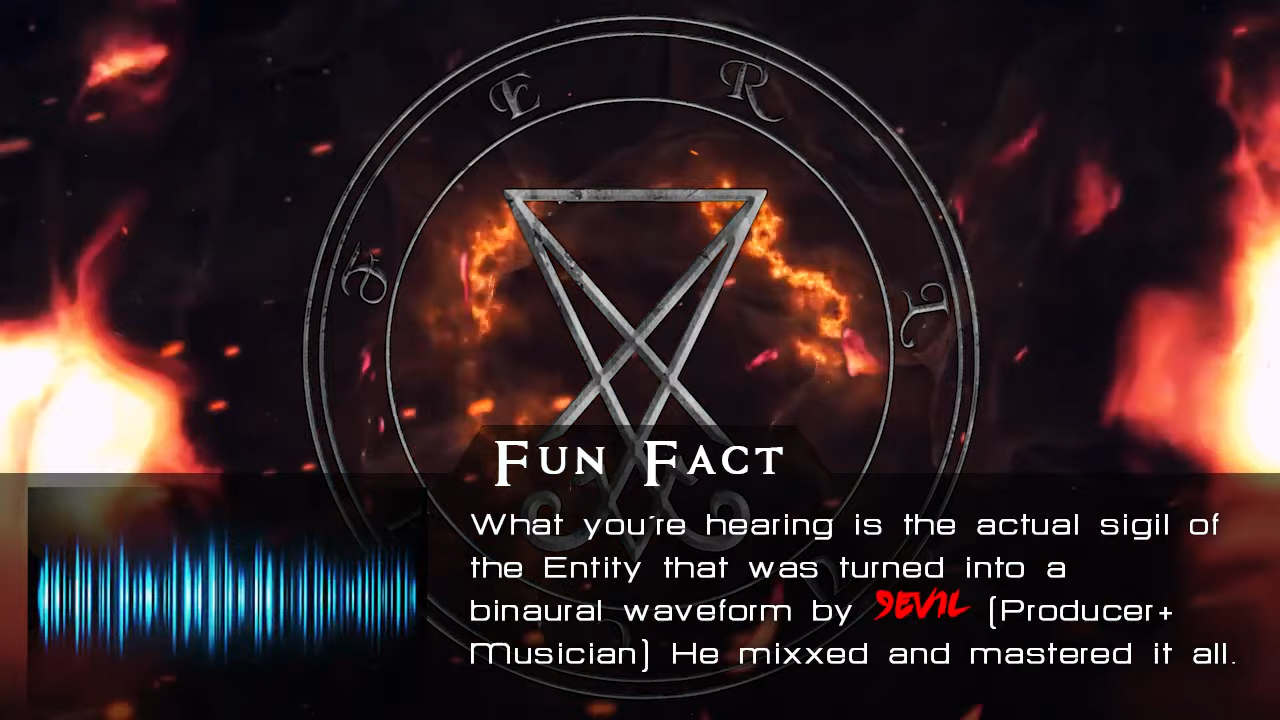 E R
Fun Fact
What you´re hearing is the actual sigil of
the Entity that was turned into a
binaural waveform by 9EV1L (Producer+
Musician) He mixxed and mastered it all.